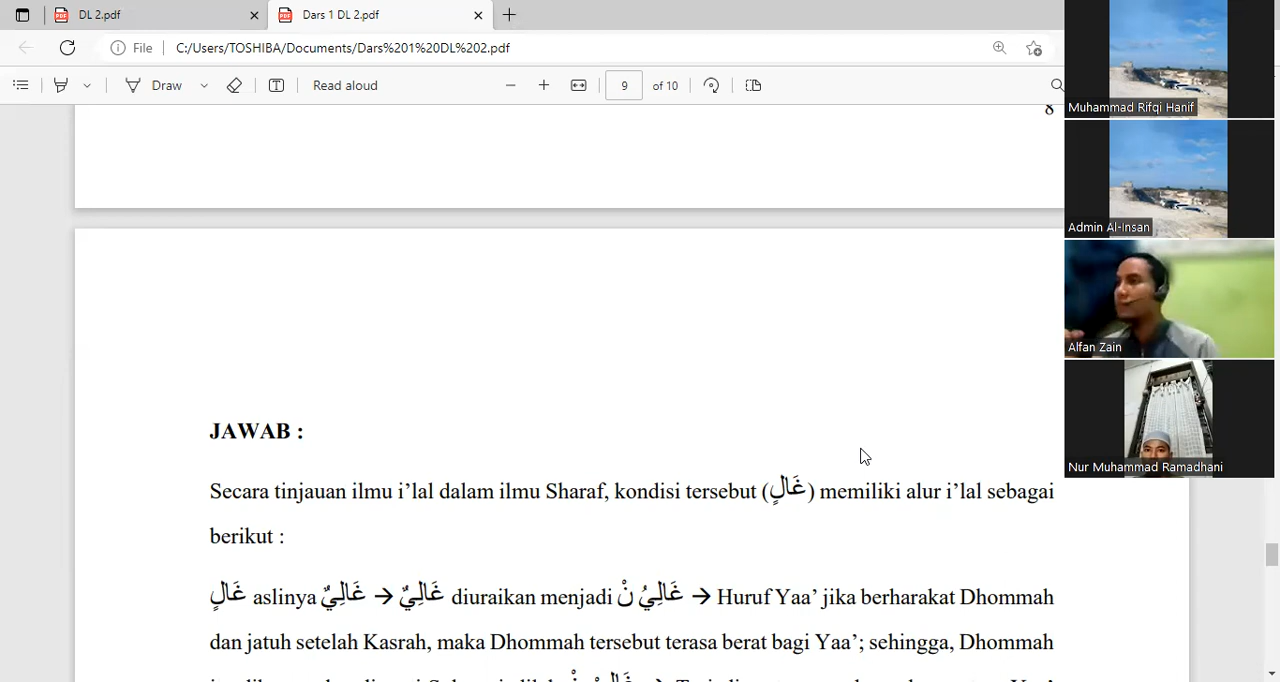 DL 2.pdf
Dars 1 DL 2.pdf
File C:/Users/TOSHIBA/Documents/Dars%201%20DL%202.pdf
Draw Read aloud 9 of 10
8
JAWAB :
Secara tinjauan ilmu i’lal dalam ilmu Sharaf, kondisi tersebut (غَالٍ) memiliki alur i’lal sebagai
berikut :
غَالٍ aslinya غَالِيٌ → غَالِيٌ diuraikan menjadi غَالِيُ نْ → Huruf Yaa’ jika berharakat Dhommah
dan jatuh setelah Kasrah, maka Dhommah tersebut terasa berat bagi Yaa’; sehingga, Dhommah
Muhammad Rifqi Hanif
Admin Al-Insan
Alfan Zain
Nur Muhammad Ramadhani